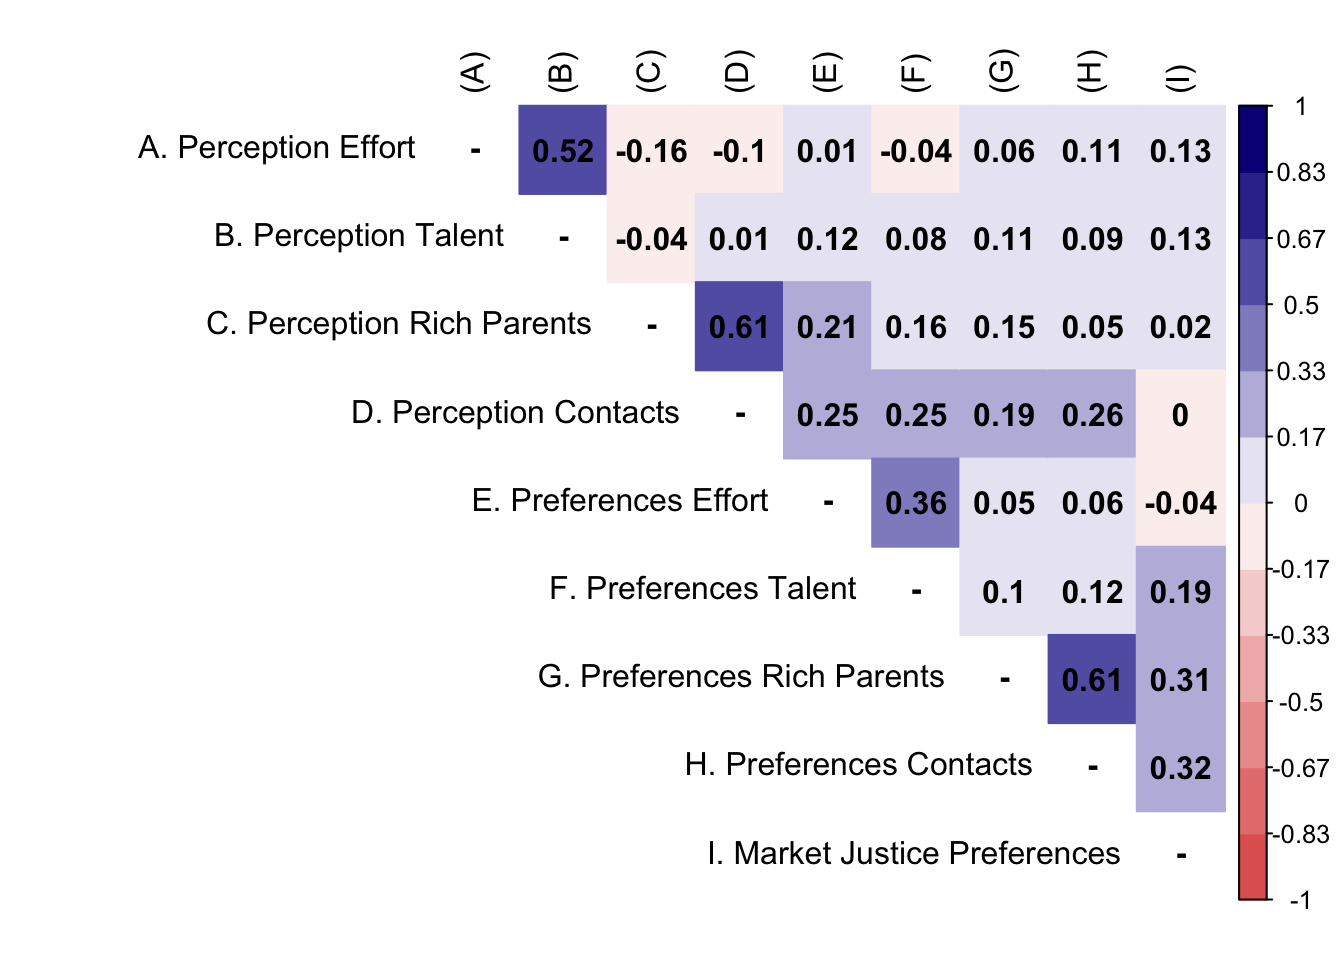 (A) (B) (C) (D) (E) (F) (G) (H) (I)
A. Perception Effort - 0.52 -0.16 -0.1 0.01 -0.04 0.06 0.11 0.13
B. Perception Talent - -0.04 0.01 0.12 0.08 0.11 0.09 0.13
C. Perception Rich Parents - 0.61 0.21 0.16 0.15 0.05 0.02
D. Perception Contacts - 0.25 0.25 0.19 0.26 0
E. Preferences Effort - 0.36 0.05 0.06 -0.04
F. Preferences Talent - 0.1 0.12 0.19
G. Preferences Rich Parents - 0.61 0.31
H. Preferences Contacts - 0.32
I. Market Justice Preferences -
1
0.83
0.67
0.5
0.33
0.17
0
-0.17
-0.33
-0.5
-0.67
-0.83
-1